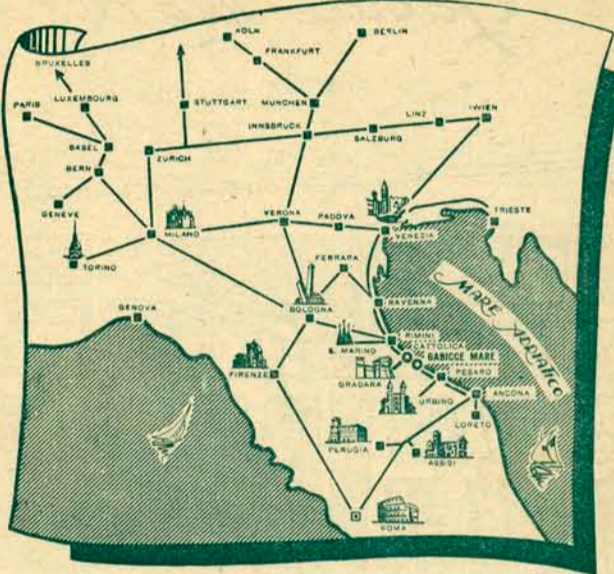 BRUXELLES
KOLN
BERLIN
FRANKFURT
PARIS
LUXEMBOURG
STUTTGART
MUNCHEN
INNSBRUCK
LINZ
WIEN
SALZBURG
BASEL
ZURICH
BERN
GENEVE
MILANO
VERONA
PADOVA
VENEZIA
TRIESTE
TORINO
FERRARA
MARE ADRIATICO
GENOVA
BOLOGNA
RAVENNA
RIMINI
S. MARINO
CATTOLICA
GABICCE MARE
FIRENZE
GRADARA
PESARO
URBINO
ANCONA
LORETO
PERUGIA
ASSISI
ROMA